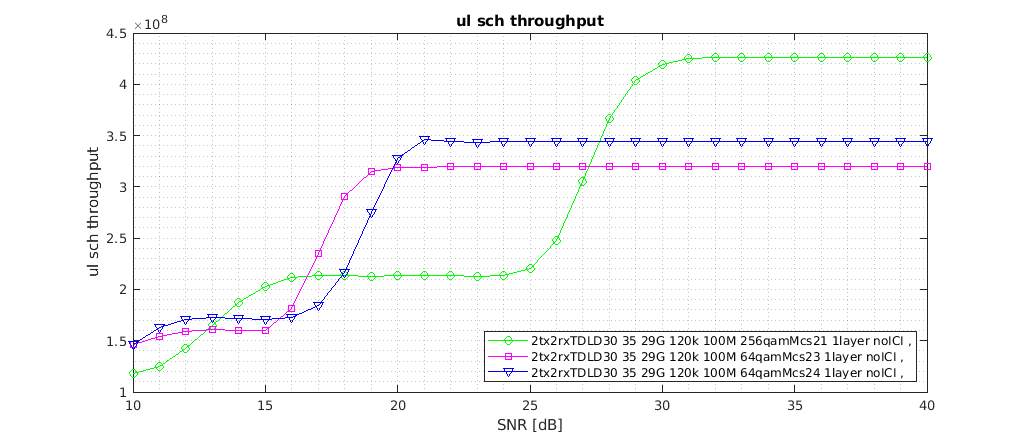 ul sch throughput
×10^8
4.5
4
3.5
3
2.5
2
1.5
1
ul sch throughput
2tx2rxTDLD30 35 29G 120k 100M 256qamMcs21 1layer noICI ,
2tx2rxTDLD30 35 29G 120k 100M 64qamMcs23 1layer noICI ,
2tx2rxTDLD30 35 29G 120k 100M 64qamMcs24 1layer noICI ,
10 15 20 25 30 35 40
SNR [dB]